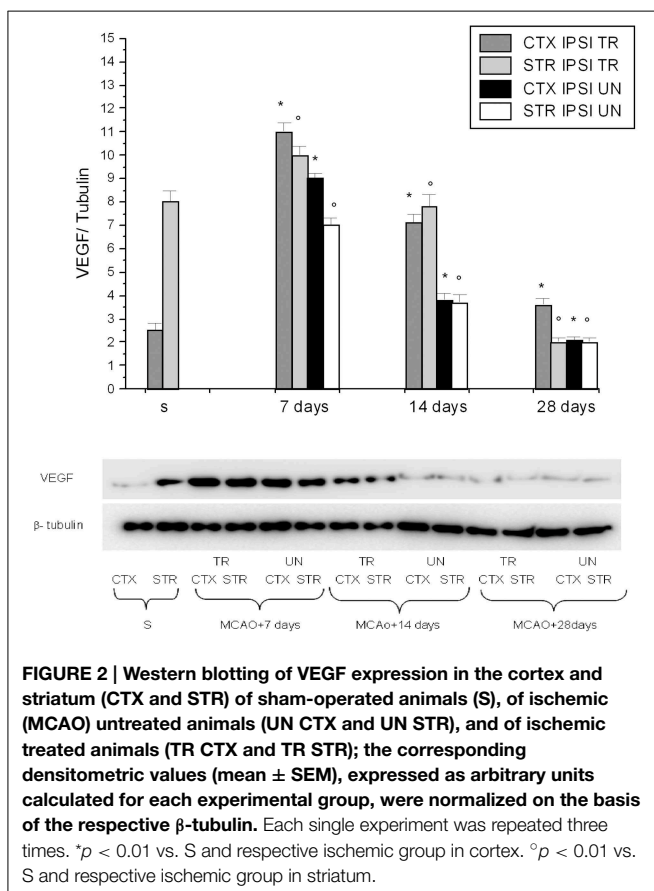 15
14
13
12
11
10
9
8
7
6
5
4
3
2
1
0
VEGF/ Tubulin
CTX IPSI TR
STR IPSI TR
CTX IPSI UN
STR IPSI UN
* ° * °
* ° * °
* ° * °
s 7 days 14 days 28 days
VEGF
β- tubulin
TR UN TR UN TR UN
CTX STR CTX STR CTX STR CTX STR CTX STR CTX STR CTX STR
S MCAO+7 days MCAo+14 days MCAO+28days
FIGURE 2 | Western blotting of VEGF expression in the cortex and
striatum (CTX and STR) of sham-operated animals (S), of ischemic
(MCAO) untreated animals (UN CTX and UN STR), and of ischemic
treated animals (TR CTX and TR STR); the corresponding
densitometric values (mean ± SEM), expressed as arbitrary units
calculated for each experimental group, were normalized on the basis
of the respective β-tubulin. Each single experiment was repeated three
times. *p < 0.01 vs. S and respective ischemic group in cortex. °p < 0.01 vs.
S and respective ischemic group in striatum.